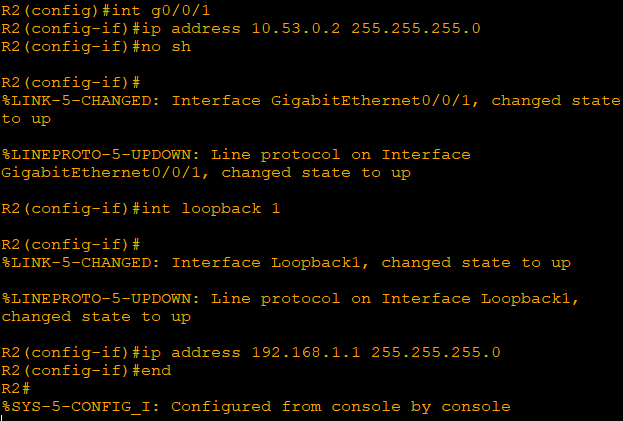 R2(config)#int g0/0/1
R2(config-if)#ip address 10.53.0.2 255.255.255.0
R2(config-if)#no sh
R2(config-if)#
%LINK-5-CHANGED: Interface GigabitEthernet0/0/1, changed state
to up
%LINEPROTO-5-UPDOWN: Line protocol on Interface
GigabitEthernet0/0/1, changed state to up
R2(config-if)#int loopback 1
R2(config-if)#
%LINK-5-CHANGED: Interface Loopback1, changed state to up
%LINEPROTO-5-UPDOWN: Line protocol on Interface Loopback1,
changed state to up
R2(config-if)#ip address 192.168.1.1 255.255.255.0
R2(config-if)#end
R2#
%SYS-5-CONFIG_I: Configured from console by console